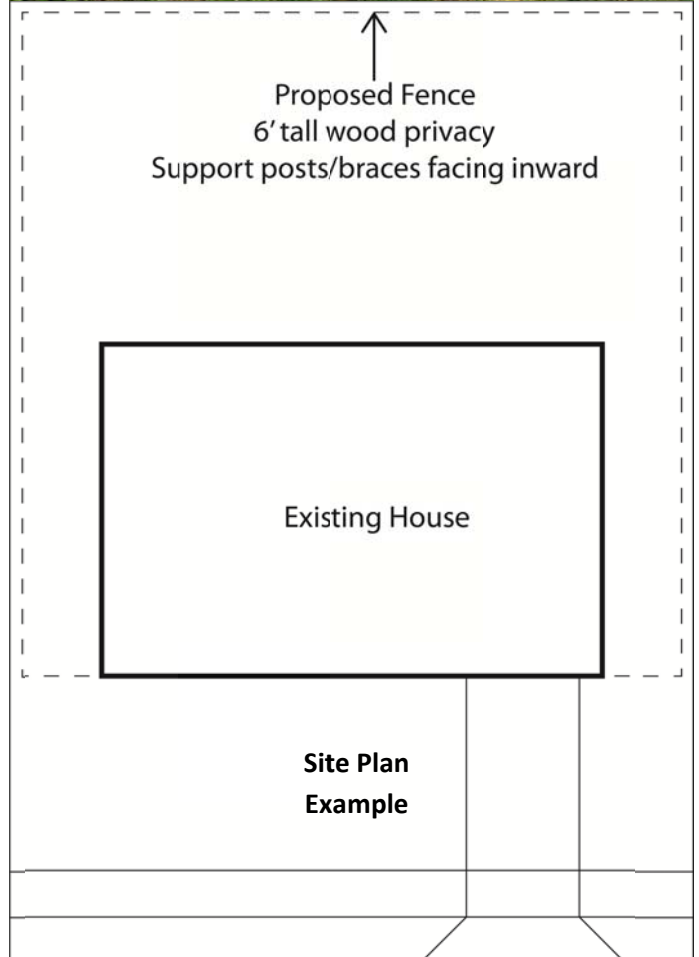 Proposed Fence
6' tall wood privacy
Support posts/braces facing inward
Existing House
Site Plan
Example